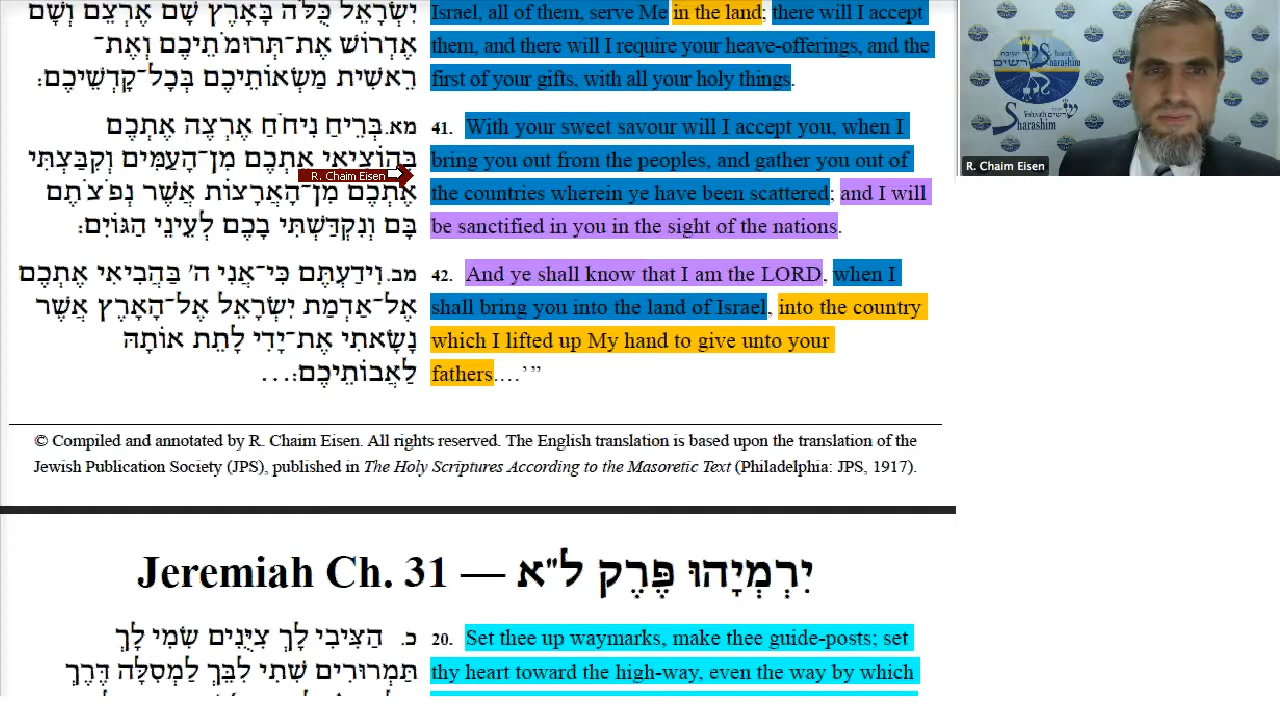 יִשְׂרָאֵל כֻּלֹּה בָּאָרֶץ שָׁם אֶרְצֵם וְשָׁם
אֶדְרוֹשׁ אֶת־תְּרוּמֹתֵיכֶם וְאֶת־
רֵאשִׁית מַשְׂאוֹתֵיכֶם בְּכָל־קָדְשֵׁיכֶם:
Israel, all of them, serve Me in the land; there will I accept
them, and there will I require your heave-offerings, and the
first of your gifts, with all your holy things.
מא. בְּרֵיחַ נִיחֹחַ אֶרְצֶה אֶתְכֶם
בְּהוֹצִיאִי אֶתְכֶם מִן־הָעַמִּים וְקִבַּצְתִּי
אֶתְכֶם מִן־הָאֲרָצוֹת אֲשֶׁר נְפֹצֹתֶם
בָּם וְנִקְדַּשְׁתִּי בָכֶם לְעֵינֵי הַגּוֹיִם:
41. With your sweet savour will I accept you, when I
bring you out from the peoples, and gather you out of
the countries wherein ye have been scattered; and I will
be sanctified in you in the sight of the nations.
R. Chaim Eisen
מב. וִידַעְתֶּם כִּי־אֲנִי ה' בַּהֲבִיאִי אֶתְכֶם
אֶל־אַדְמַת יִשְׂרָאֵל אֶל־הָאָרֶץ אֲשֶׁר
נָשָׂאתִי אֶת־יָדִי לָתֵת אוֹתָהּ
לַאֲבוֹתֵיכֶם:...
42. And ye shall know that I am the LORD, when I
shall bring you into the land of Israel, into the country
which I lifted up My hand to give unto your
fathers....’”
© Compiled and annotated by R. Chaim Eisen. All rights reserved. The English translation is based upon the translation of the
Jewish Publication Society (JPS), published in The Holy Scriptures According to the Masoretic Text (Philadelphia: JPS, 1917).
Jeremiah Ch. 31 — יִרְמְיָהוּ פֶּרֶק ל"א
כ. הַצִּיבִי לָךְ צִיֻּנִים שִׂמִי לָךְ
תַּמְרוּרִים שִׁתִי לִבֵּךְ לַמְסִלָּה דֶּרֶךְ
20. Set thee up waymarks, make thee guide-posts; set
thy heart toward the high-way, even the way by which
Yeshivath Sharashim
שרשים
R. Chaim Eisen